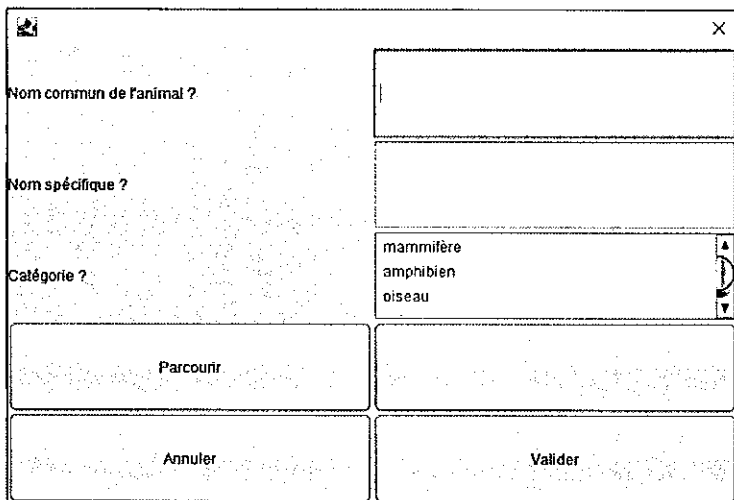 Nom commun de l'animal ?
Nom spécifique ?
Catégorie ?
mammifère
amphibien
oiseau
Parcourir
Annuler
Valider